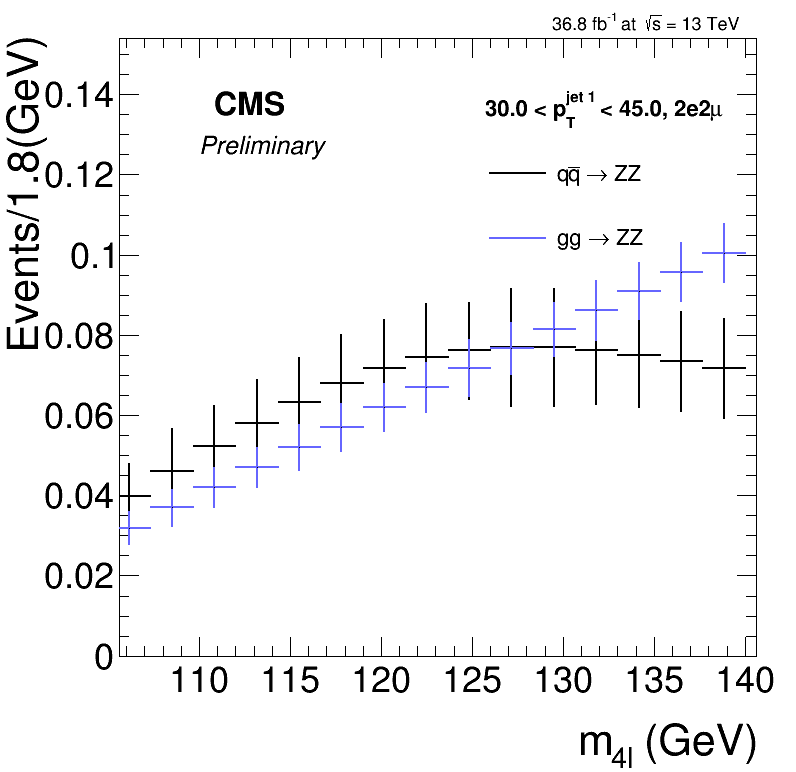 36.8 fb⁻¹ at √s = 13 TeV
CMS
Preliminary
30.0 < p_T^{jet 1} < 45.0, 2e2μ
qq̅ → ZZ
gg → ZZ
Events/1.8(GeV)
0.14
0.12
0.1
0.08
0.06
0.04
0.02
0
110 115 120 125 130 135 140
m_{4l} (GeV)